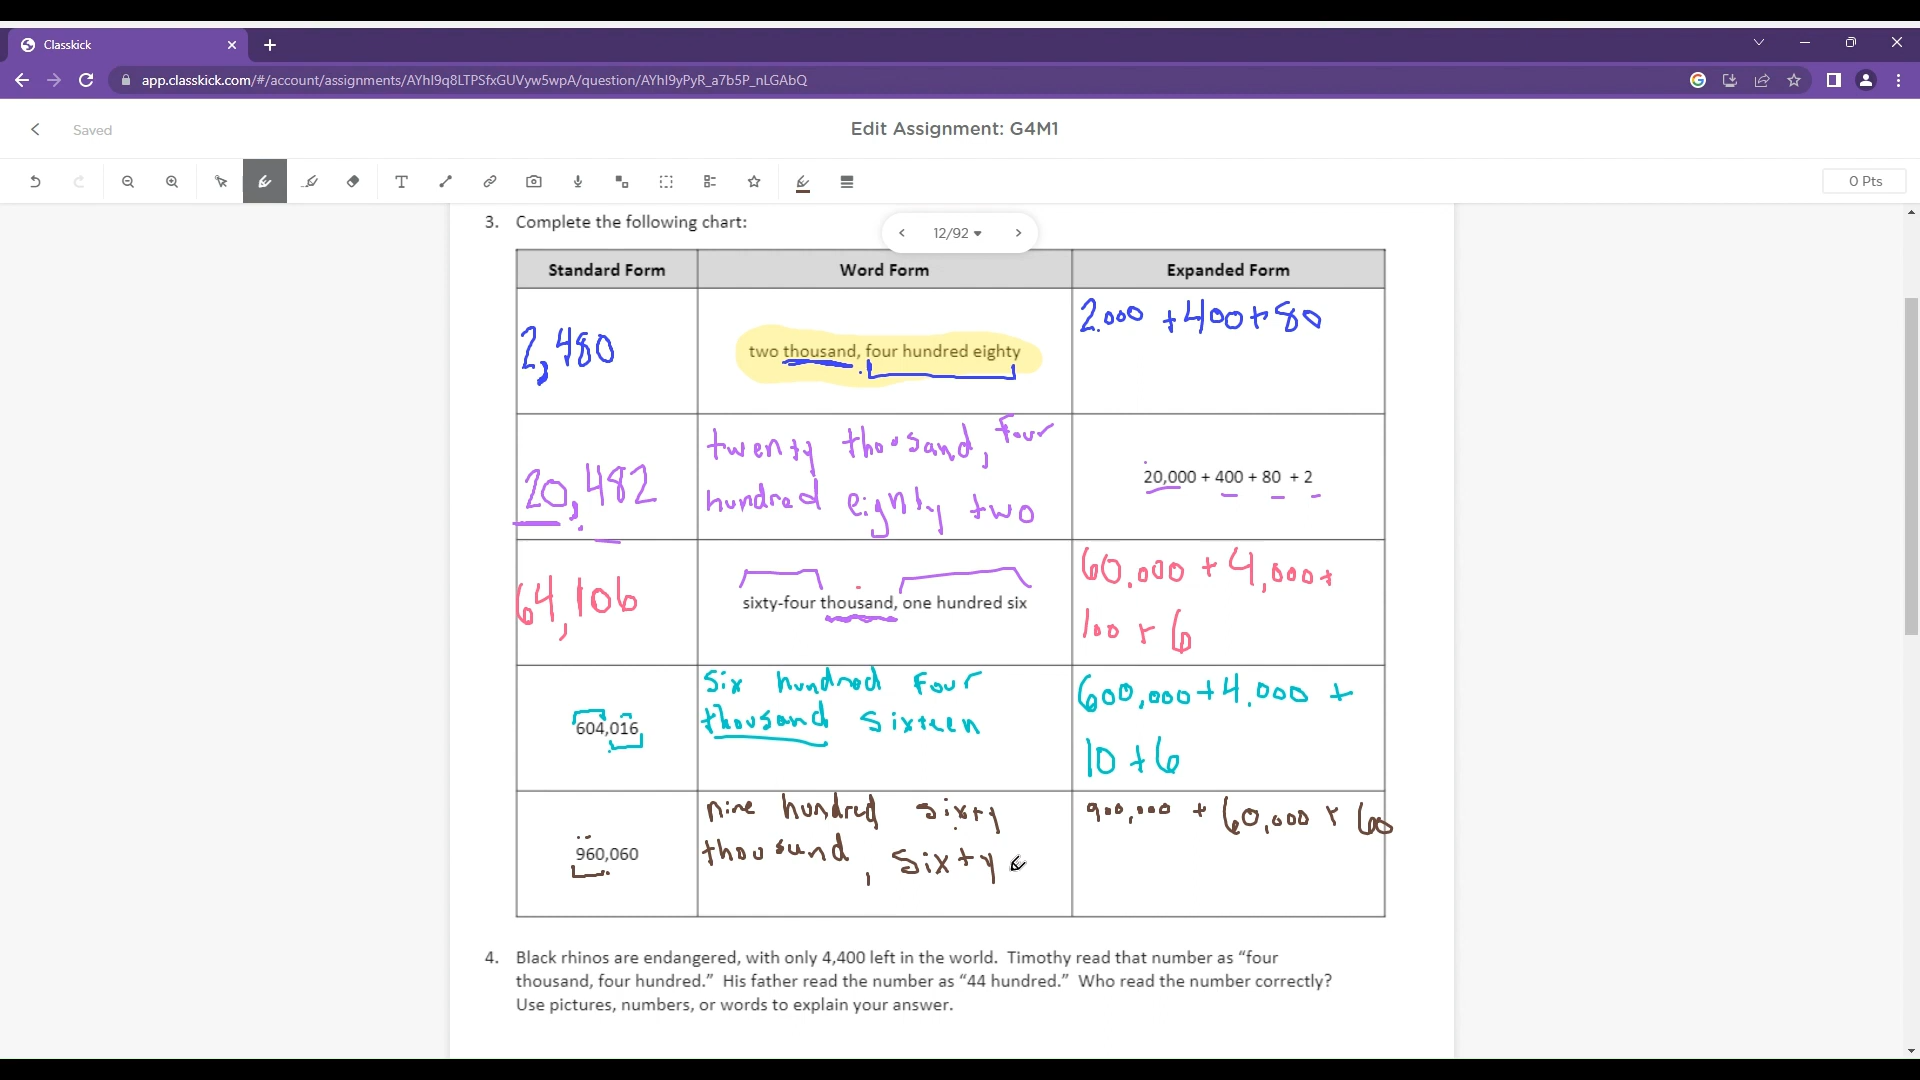 Classkick
app.classkick.com/#/account/assignments/AYhI9q8LTPSfxGUVyw5wpA/question/AYhI9yPyR_a7b5P_nLGAbQ
Saved
Edit Assignment: G4M1
0 Pts
12/92
3. Complete the following chart:
Standard Form Word Form Expanded Form
2,480
two thousand, four hundred eighty
2.000 + 400 + 80
20,482
twenty thousand, four
hundred eighty two
20,000 + 400 + 80 + 2
64,106
sixty-four thousand, one hundred six
60,000 + 4,000 +
100 + 6
604,016
six hundred four
thousand sixteen
600,000 + 4,000 +
10 + 6
960,060
nine hundred sixty
thousand, sixty
900,000 + 60,000 + 60
4. Black rhinos are endangered, with only 4,400 left in the world. Timothy read that number as “four
thousand, four hundred.” His father read the number as “44 hundred.” Who read the number correctly?
Use pictures, numbers, or words to explain your answer.